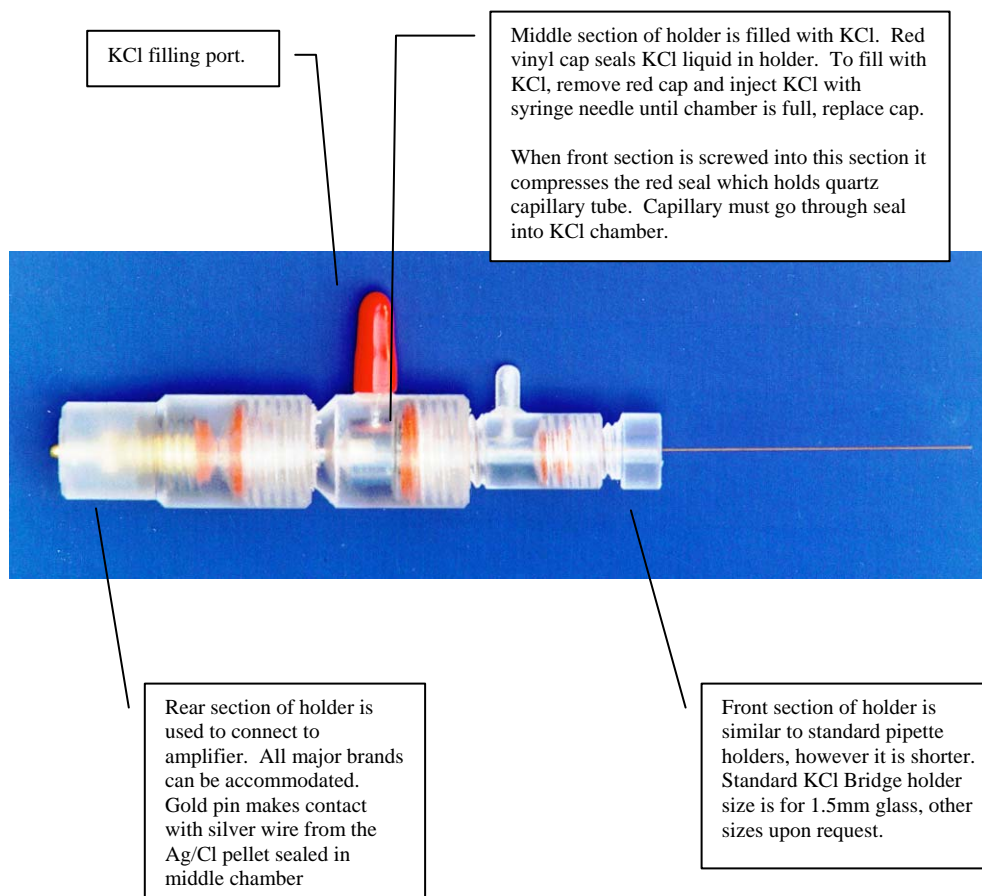 KCl filling port.
Middle section of holder is filled with KCl. Red
vinyl cap seals KCl liquid in holder. To fill with
KCl, remove red cap and inject KCl with
syringe needle until chamber is full, replace cap.
When front section is screwed into this section it
compresses the red seal which holds quartz
capillary tube. Capillary must go through seal
into KCl chamber.
Rear section of holder is
used to connect to
amplifier. All major brands
can be accommodated.
Gold pin makes contact
with silver wire from the
Ag/Cl pellet sealed in
middle chamber
Front section of holder is
similar to standard pipette
holders, however it is shorter.
Standard KCl Bridge holder
size is for 1.5mm glass, other
sizes upon request.